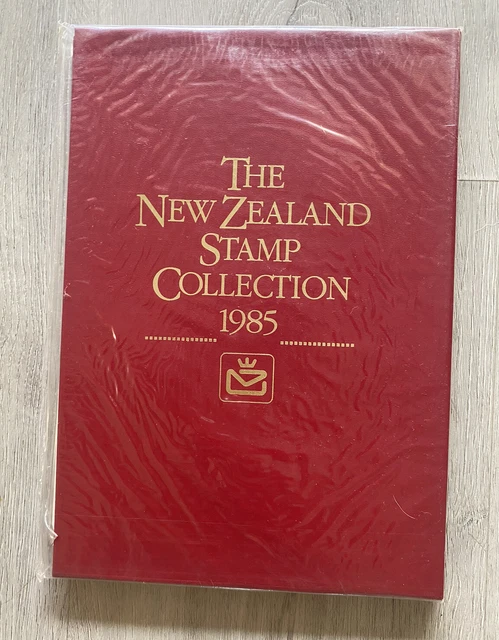 THE
NEW ZEALAND
STAMP
COLLECTION
1985